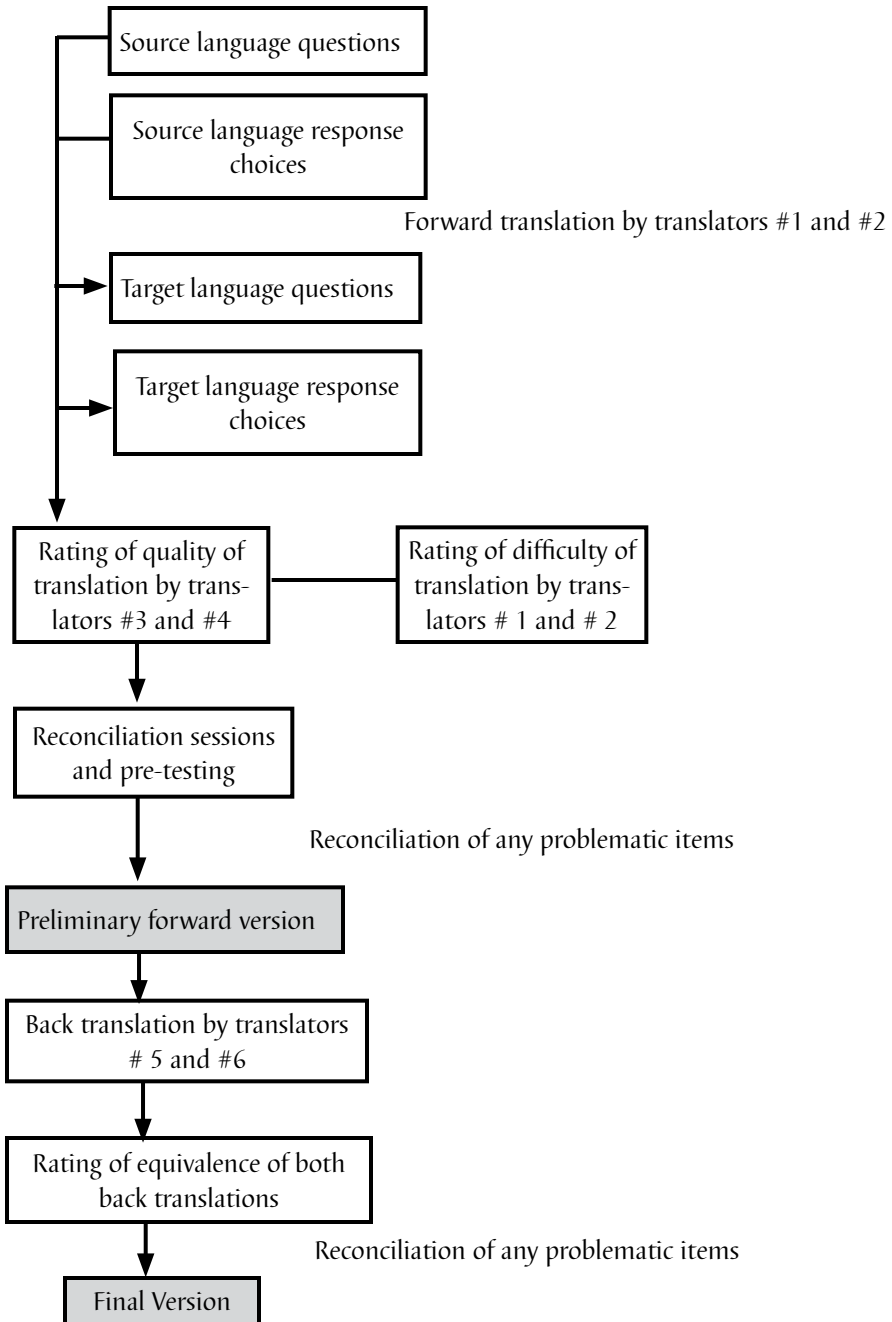 Source language questions
Source language response
choices
Forward translation by translators #1 and #2
Target language questions
Target language response
choices
Rating of quality of
translation by trans-
lators #3 and #4
Rating of difficulty of
translation by trans-
lators # 1 and # 2
Reconciliation sessions
and pre-testing
Reconciliation of any problematic items
Preliminary forward version
Back translation by translators
# 5 and #6
Rating of equivalence of both
back translations
Reconciliation of any problematic items
Final Version